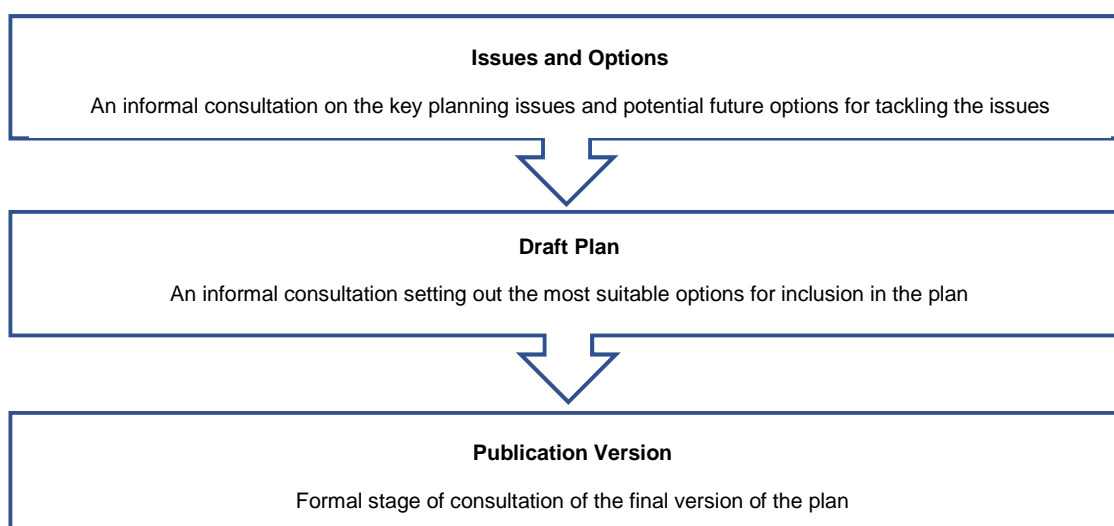 Issues and Options
An informal consultation on the key planning issues and potential future options for tackling the issues
Draft Plan
An informal consultation setting out the most suitable options for inclusion in the plan
Publication Version
Formal stage of consultation of the final version of the plan